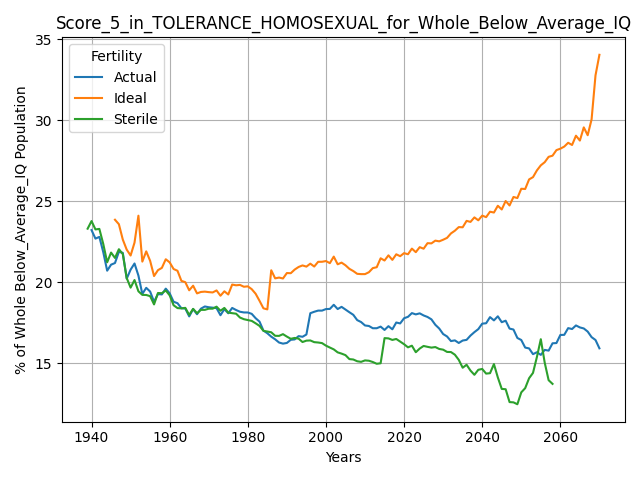 Score_5_in_TOLERANCE_HOMOSEXUAL_for_Whole_Below_Average_IQ
Fertility
Actual
Ideal
Sterile
% of Whole Below_Average_IQ Population
35
30
25
20
15
1940 1960 1980 2000 2020 2040 2060
Years